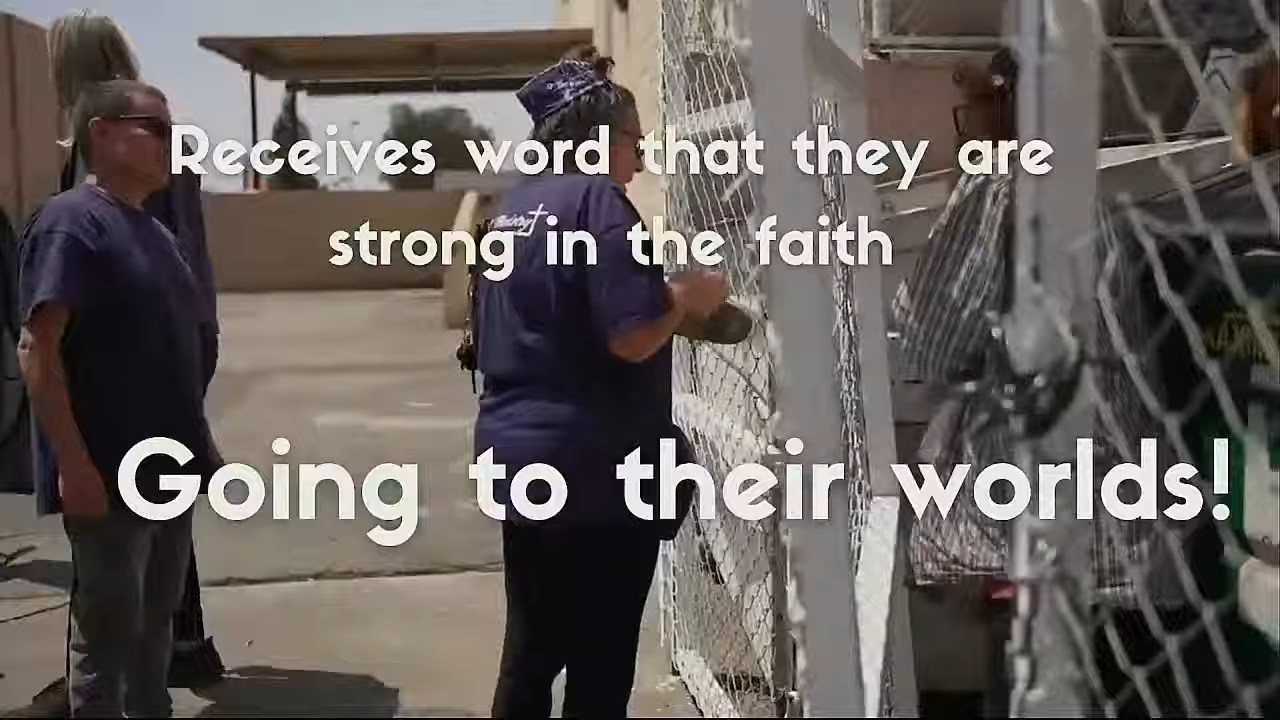 Receives word that they are
strong in the faith
Going to their worlds!